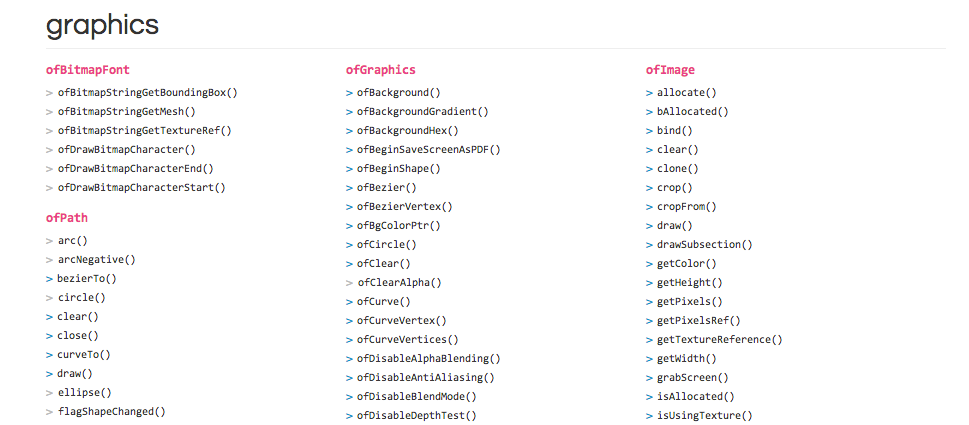 graphics
ofBitmapFont
> ofBitmapStringGetBoundingBox()
> ofBitmapStringGetMesh()
> ofBitmapStringGetTextureRef()
> ofDrawBitmapCharacter()
> ofDrawBitmapCharacterEnd()
> ofDrawBitmapCharacterStart()
ofPath
> arc()
> arcNegative()
> bezierTo()
> circle()
> clear()
> close()
> curveTo()
> draw()
> ellipse()
> flagShapeChanged()
ofGraphics
> ofBackground()
> ofBackgroundGradient()
> ofBackgroundHex()
> ofBeginSaveScreenAsPDF()
> ofBeginShape()
> ofBezier()
> ofBezierVertex()
> ofBgColorPtr()
> ofCircle()
> ofClear()
> ofClearAlpha()
> ofCurve()
> ofCurveVertex()
> ofCurveVertices()
> ofDisableAlphaBlending()
> ofDisableAntiAliasing()
> ofDisableBlendMode()
> ofDisableDepthTest()
ofImage
> allocate()
> bAllocated()
> bind()
> clear()
> clone()
> crop()
> cropFrom()
> draw()
> drawSubsection()
> getColor()
> getHeight()
> getPixels()
> getPixelsRef()
> getTextureReference()
> getWidth()
> grabScreen()
> isAllocated()
> isUsingTexture()